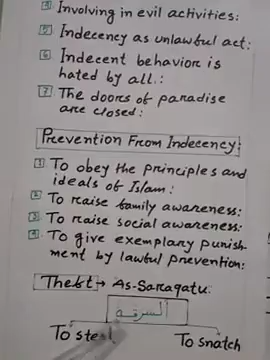 ④ Involving in evil activities:
⑤ Indecency as unlawful act:
⑥ Indecent behavior is
hated by all.:
⑦ The doors of paradise
are closed:
Prevention From Indecency:
① To obey the principles and
ideals of Islam:
② To raise family awareness:
③ To raise social awareness:
④ To give exemplary punish-
ment by lawful prevention:
Theft → As-Saraqatu
السرقة
To steal To snatch